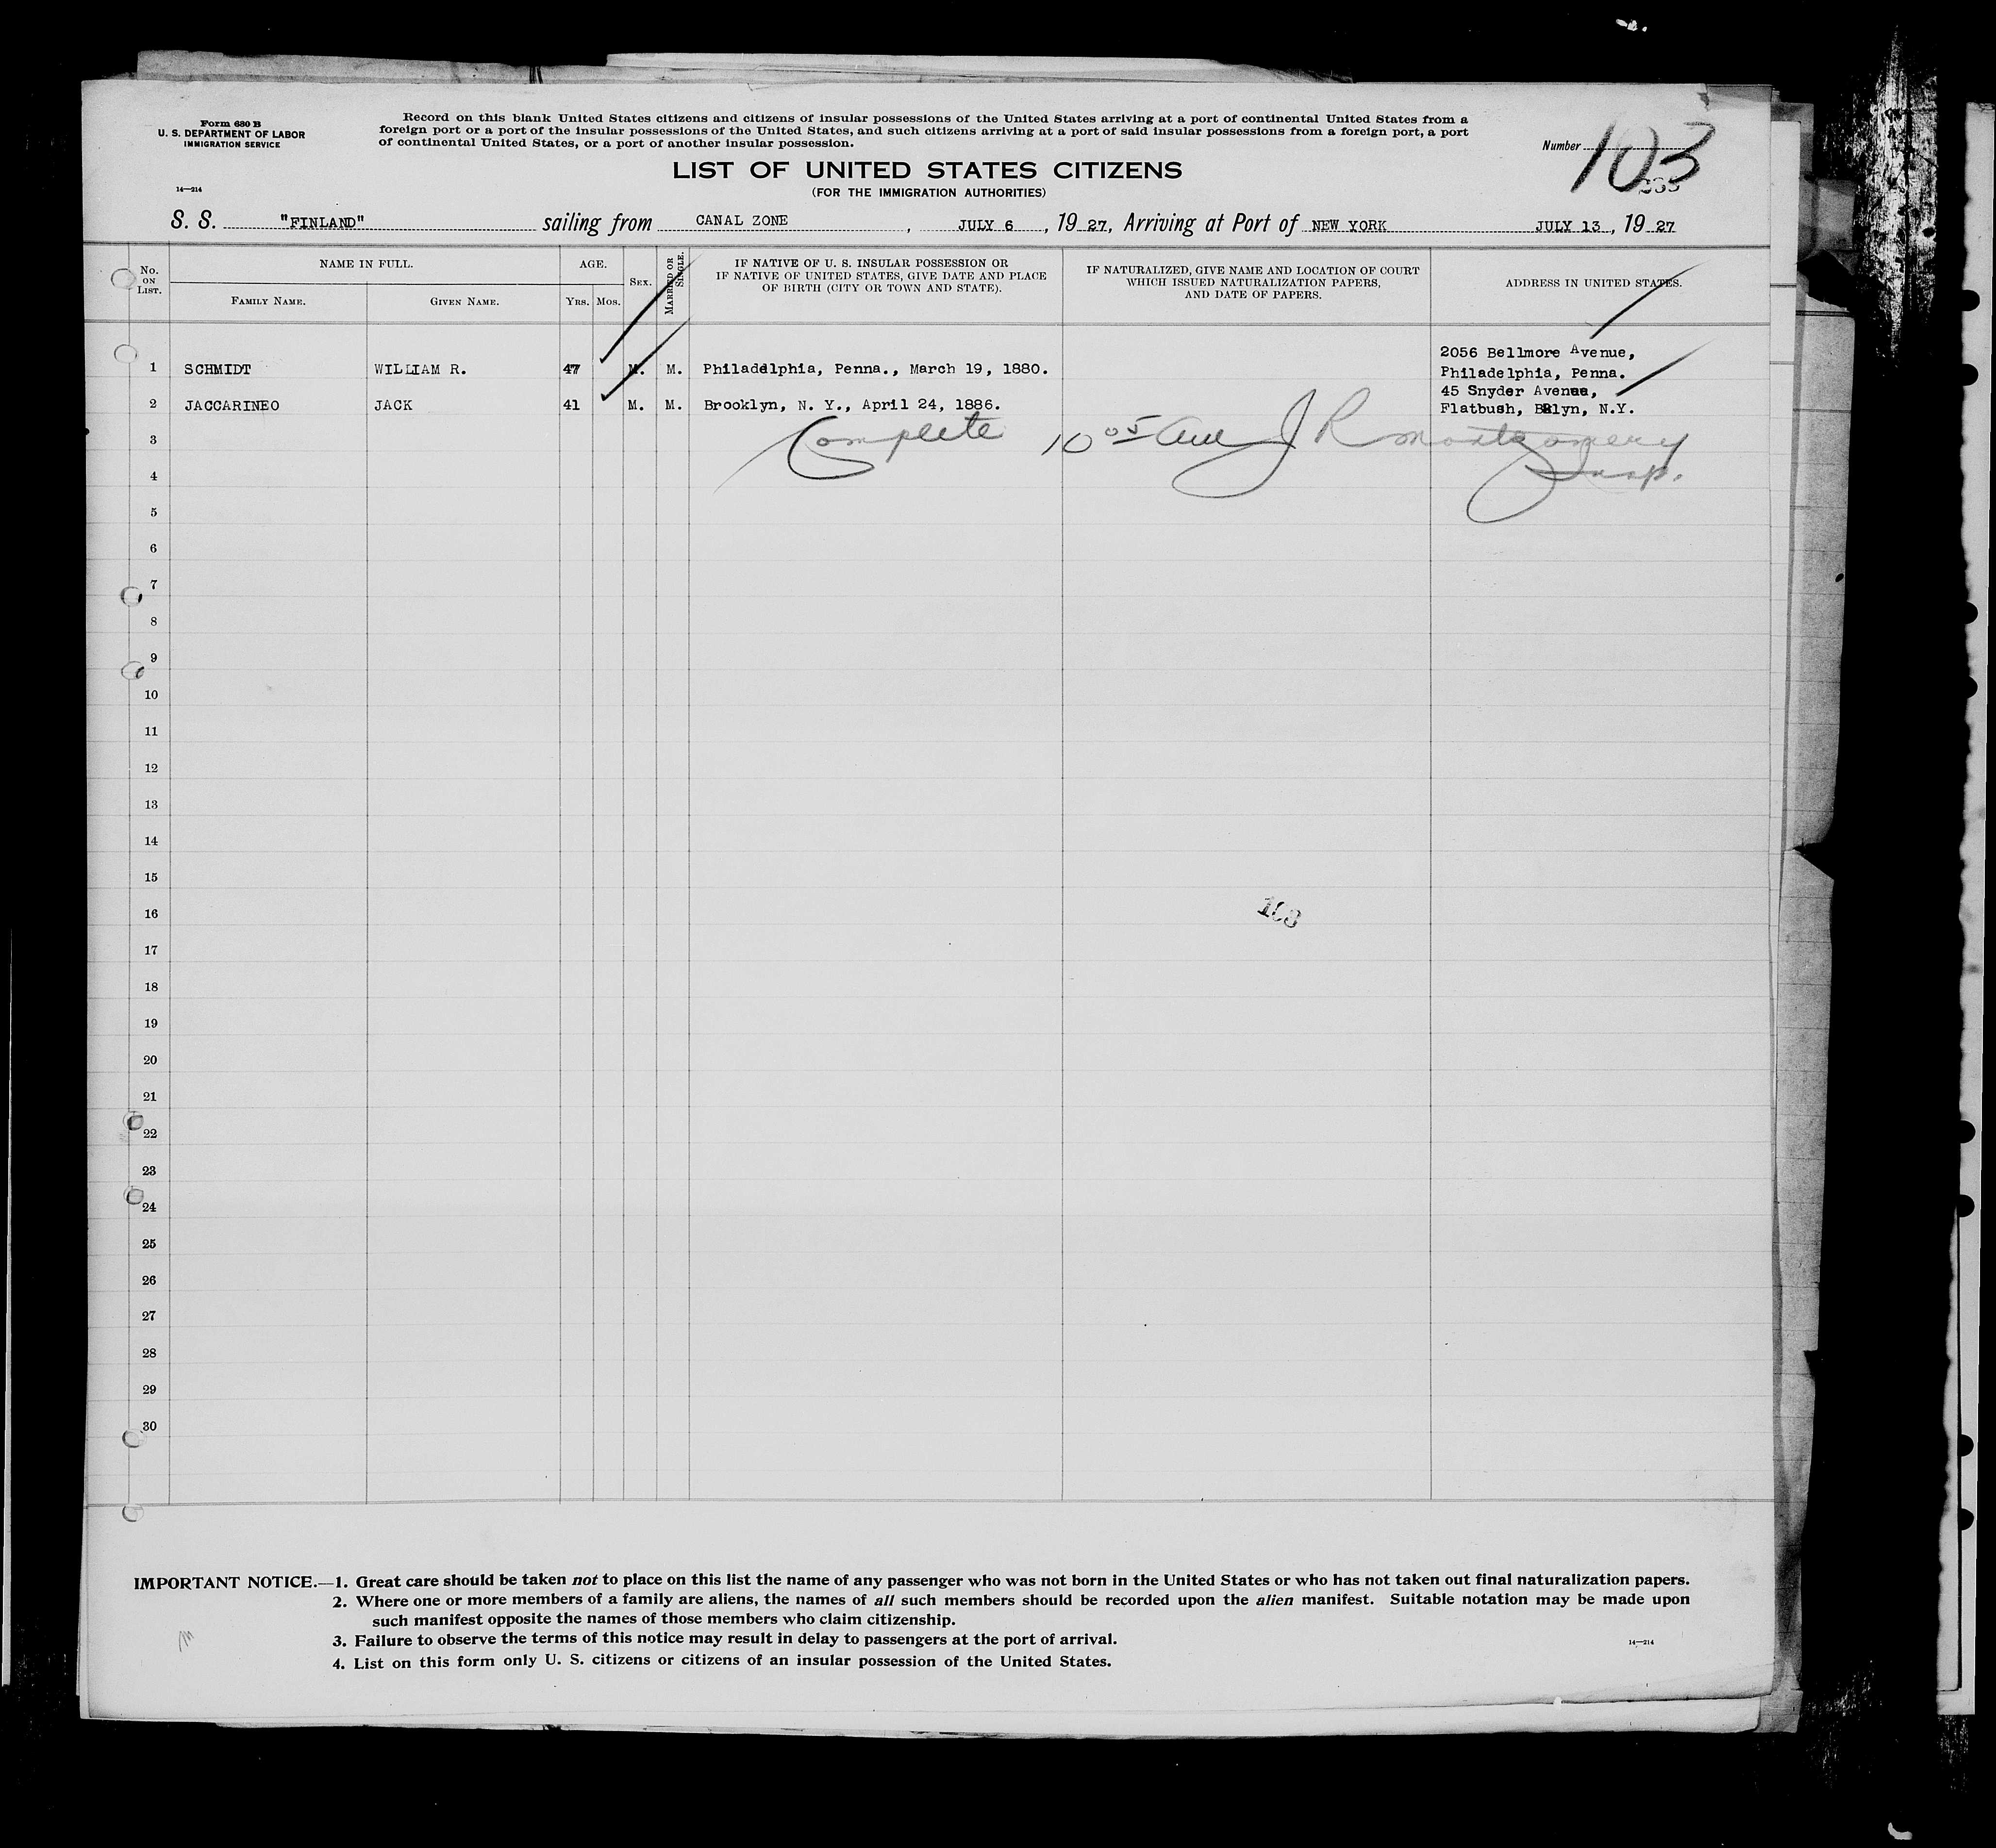 Form 680 B
U. S. DEPARTMENT OF LABOR
IMMIGRATION SERVICE
14—214
Record on this blank United States citizens and citizens of insular possessions of the United States arriving at a port of continental United States from a
foreign port or a port of the insular possessions of the United States, and such citizens arriving at a port of said insular possessions from a foreign port, a port
of continental United States, or a port of another insular possession.
Number 103
LIST OF UNITED STATES CITIZENS
(FOR THE IMMIGRATION AUTHORITIES)
S. S. "FINLAND" sailing from CANAL ZONE, JULY 6, 1927, Arriving at Port of NEW YORK JULY 13, 1927
No. ON LIST.
NAME IN FULL.
FAMILY NAME.
GIVEN NAME.
AGE.
YRS. MOS.
SEX.
MARRIED OR SINGLE.
IF NATIVE OF U. S. INSULAR POSSESSION OR
IF NATIVE OF UNITED STATES, GIVE DATE AND PLACE
OF BIRTH (CITY OR TOWN AND STATE).
IF NATURALIZED, GIVE NAME AND LOCATION OF COURT
WHICH ISSUED NATURALIZATION PAPERS,
AND DATE OF PAPERS.
ADDRESS IN UNITED STATES.
1 SCHMIDT WILLIAM R. 47 M. M. Philadelphia, Penna., March 19, 1880.
2056 Bellmore Avenue,
Philadelphia, Penna.
2 JACCARINEO JACK 41 M. M. Brooklyn, N. Y., April 24, 1886.
45 Snyder Avenue,
Flatbush, Bklyn, N.Y.
3 Complete 10 05 am J R Montgomery
4 Insp.
5
6
7
8
9
10
11
12
13
14
15
16 103
17
18
19
20
21
22
23
24
25
26
27
28
29
30
IMPORTANT NOTICE.—1. Great care should be taken not to place on this list the name of any passenger who was not born in the United States or who has not taken out final naturalization papers.
2. Where one or more members of a family are aliens, the names of all such members should be recorded upon the alien manifest. Suitable notation may be made upon
such manifest opposite the names of those members who claim citizenship.
3. Failure to observe the terms of this notice may result in delay to passengers at the port of arrival.
4. List on this form only U. S. citizens or citizens of an insular possession of the United States.
14—214